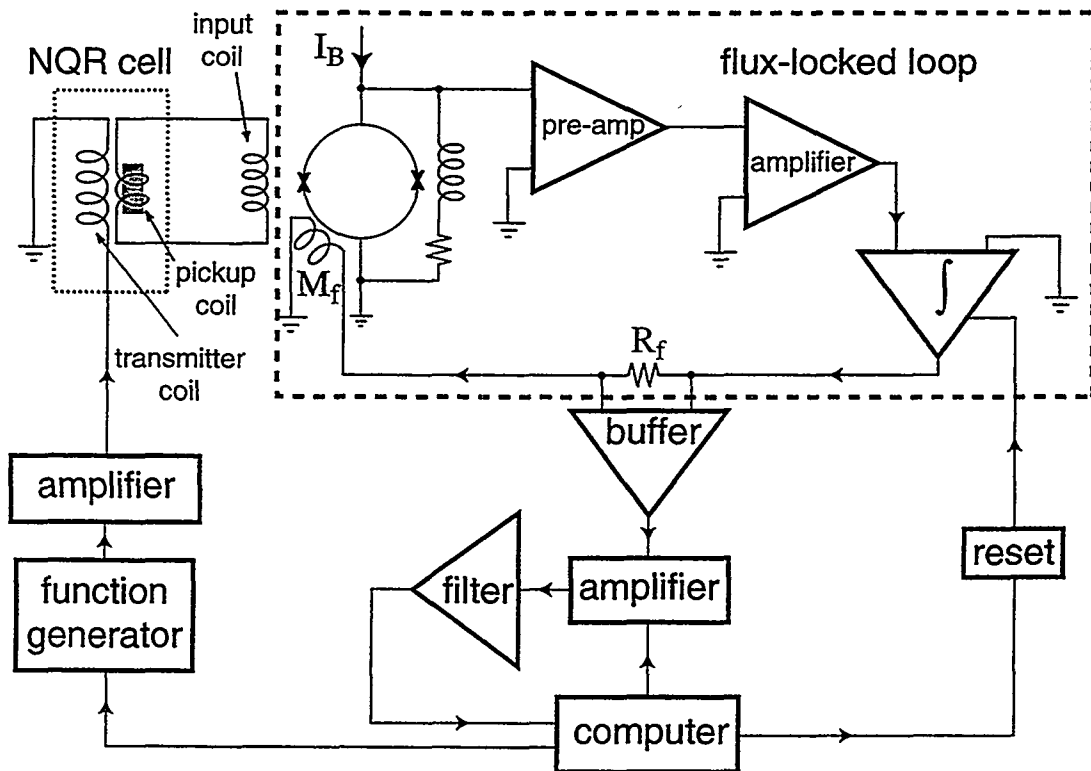 input
coil
NQR cell
I_B
flux-locked loop
pre-amp
amplifier
∫
M_f
pickup
coil
transmitter
coil
R_f
buffer
amplifier
function
generator
filter
amplifier
reset
computer